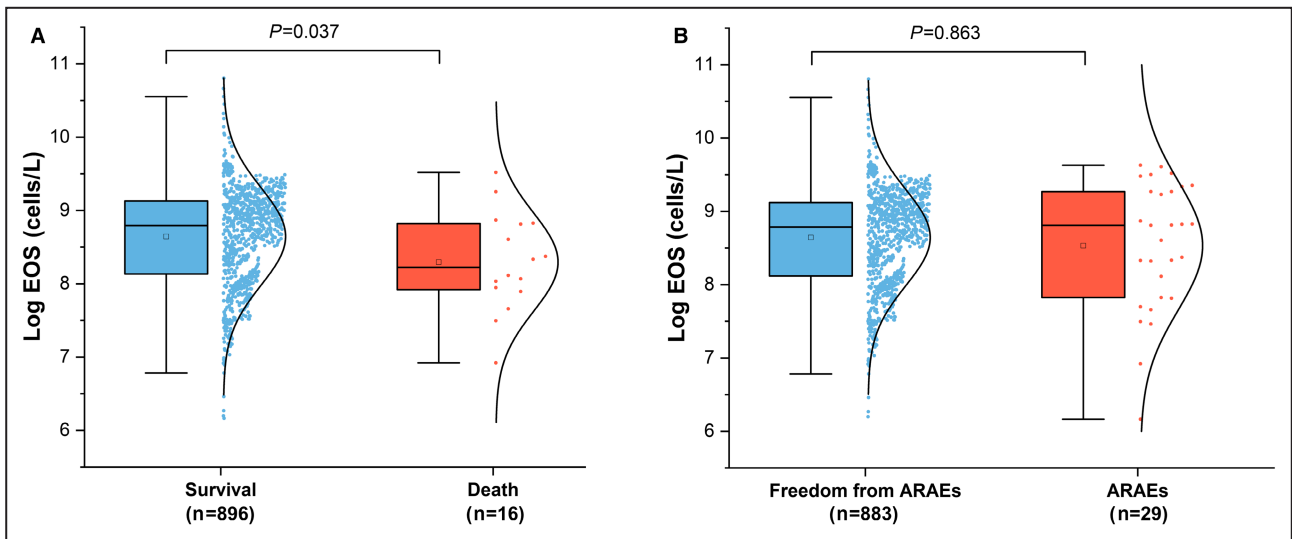 A
P=0.037
Log EOS (cells/L)
11
10
9
8
7
6
Survival
(n=896)
Death
(n=16)
B
P=0.863
Log EOS (cells/L)
11
10
9
8
7
6
Freedom from ARAEs
(n=883)
ARAEs
(n=29)